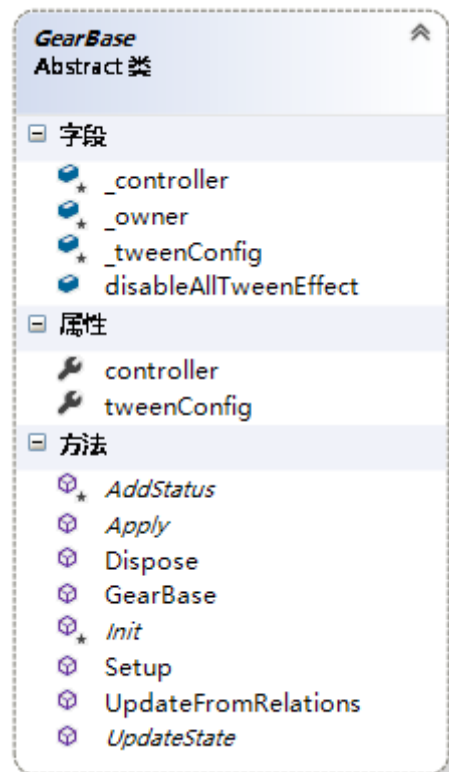 GearBase
Abstract 类
字段
_controller
_owner
_tweenConfig
disableAllTweenEffect
属性
controller
tweenConfig
方法
AddStatus
Apply
Dispose
GearBase
Init
Setup
UpdateFromRelations
UpdateState